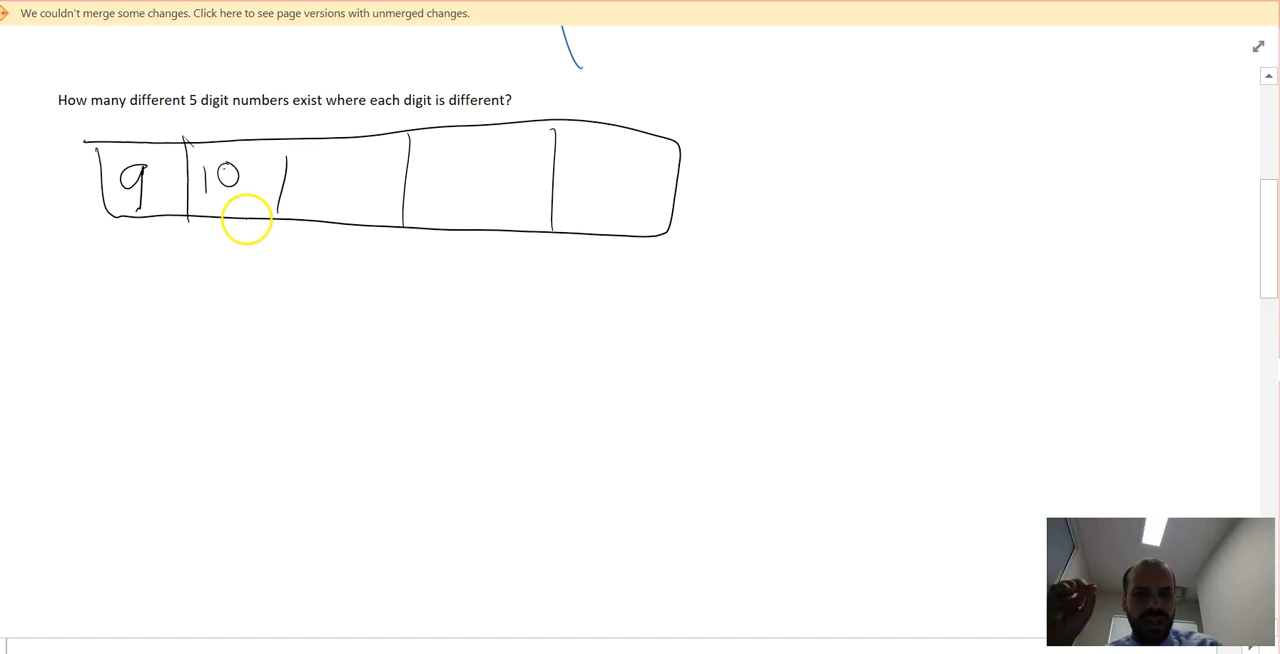 We couldn't merge some changes. Click here to see page versions with unmerged changes.
How many different 5 digit numbers exist where each digit is different?
9 10